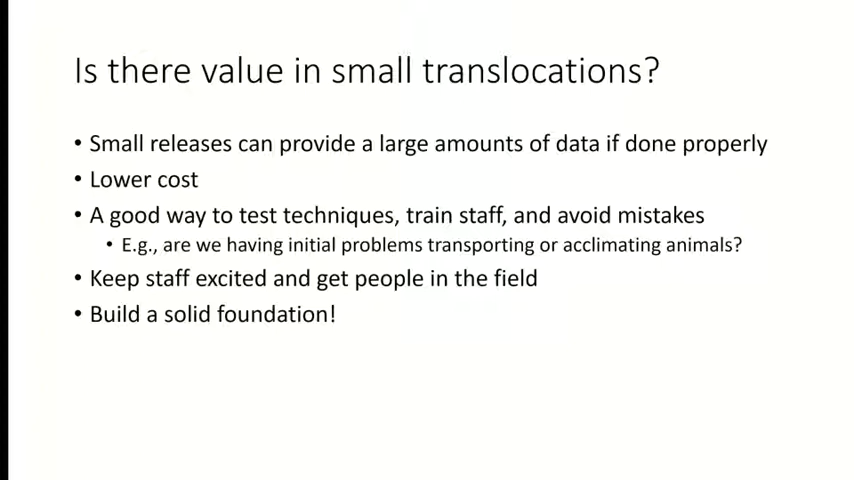 Is there value in small translocations?
• Small releases can provide a large amounts of data if done properly
• Lower cost
• A good way to test techniques, train staff, and avoid mistakes
• E.g., are we having initial problems transporting or acclimating animals?
• Keep staff excited and get people in the field
• Build a solid foundation!